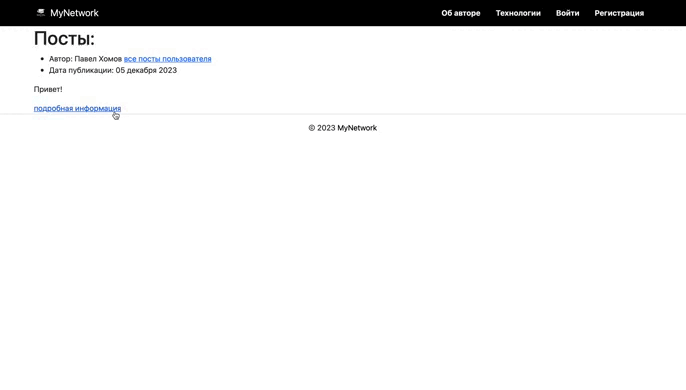 MyNetwork
Об авторе Технологии Войти Регистрация
Посты:
Автор: Павел Хомов все посты пользователя
Дата публикации: 05 декабря 2023
Привет!
подробная информация
© 2023 MyNetwork